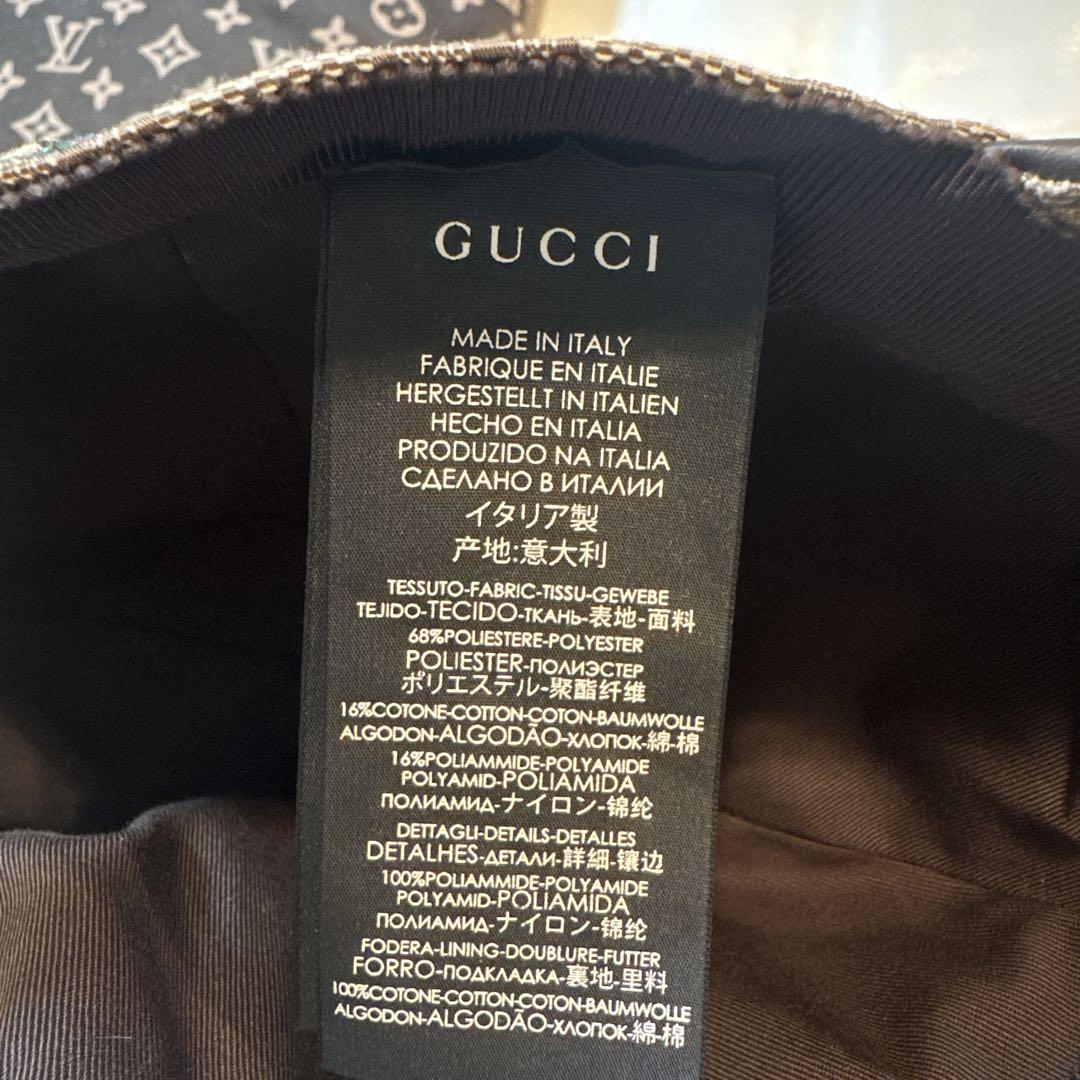 GUCCI
MADE IN ITALY
FABRIQUE EN ITALIE
HERGESTELLT IN ITALIEN
HECHO EN ITALIA
PRODUZIDO NA ITALIA
СДЕЛАНО В ИТАЛИИ
イタリア製
产地:意大利
TESSUTO-FABRIC-TISSU-GEWEBE
TEJIDO-TECIDO-ТКАНЬ-表地-面料
68%POLIESTERE-POLYESTER
POLIESTER-ПОЛИЭСТЕР
ポリエステル-聚酯纤维
16%COTONE-COTTON-COTON-BAUMWOLLE
ALGODON-ALGODÃO-ХЛОПОК-綿-棉
16%POLIAMMIDE-POLYAMIDE
POLYAMID-POLIAMIDA
ПОЛИАМИД-ナイロン-锦纶
DETTAGLI-DETAILS-DETALLES
DETALHES-ДЕТАЛИ-詳細-镶边
100%POLIAMMIDE-POLYAMIDE
POLYAMID-POLIAMIDA
ПОЛИАМИД-ナイロン-锦纶
FODERA-LINING-DOUBLURE-FUTTER
FORRO-ПОДКЛАДКА-裏地-里料
100%COTONE-COTTON-COTON-BAUMWOLLE
ALGODON-ALGODÃO-ХЛОПОК-綿-棉